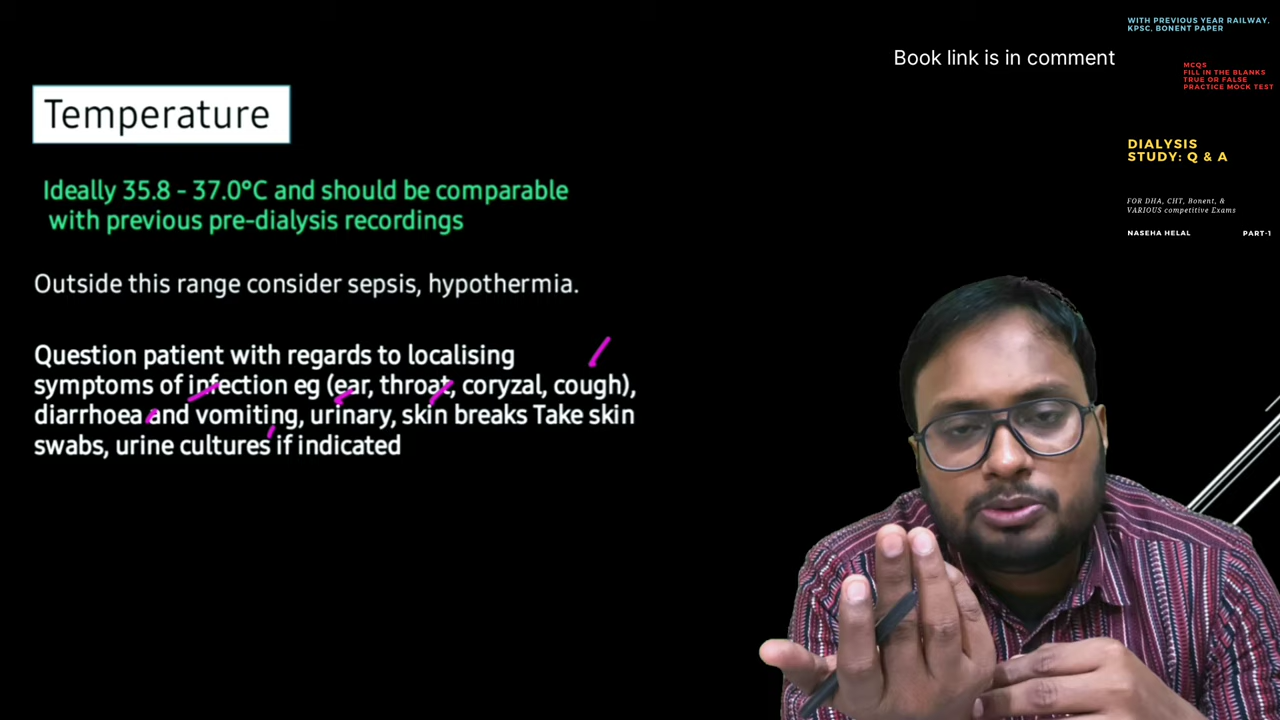 WITH PREVIOUS YEAR RAILWAY,
KPSC, BONENT PAPER
Book link is in comment
MCQS
FILL IN THE BLANKS
TRUE OR FALSE
PRACTICE MOCK TEST
Temperature
DIALYSIS
STUDY: Q & A
Ideally 35.8 - 37.0°C and should be comparable
with previous pre-dialysis recordings
FOR DHA, CHT, Bonent, &
VARIOUS competitive Exams
NASEHA HELAL PART-1
Outside this range consider sepsis, hypothermia.
Question patient with regards to localising
symptoms of infection eg (ear, throat, coryzal, cough),
diarrhoea and vomiting, urinary, skin breaks Take skin
swabs, urine cultures if indicated